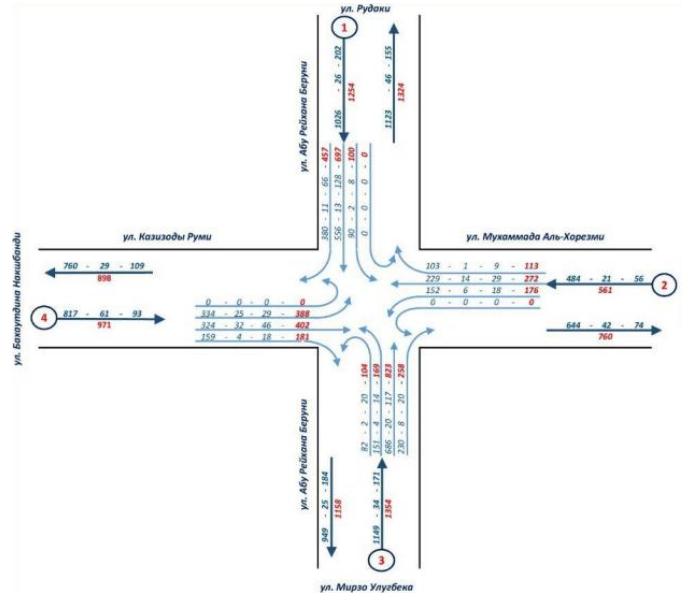 ул. Рудаки
1
1026 - 26 - 202
1254
1123 - 46 - 155
1324
ул. Абу Рейхана Беруни
380 - 11 - 66 - 457
556 - 13 - 128 - 697
90 - 2 - 8 - 100
0 - 0 - 0 - 0
ул. Казизоды Руми
ул. Мухаммада Аль-Хорезми
760 - 29 - 109
898
103 - 1 - 9 - 113
229 - 14 - 29 - 272
152 - 6 - 18 - 176
0 - 0 - 0 - 0
484 - 21 - 56
561
2
ул. Бахаутдина Накшбанди
4
817 - 61 - 93
971
0 - 0 - 0 - 0
334 - 25 - 29 - 388
324 - 32 - 46 - 402
159 - 4 - 18 - 181
644 - 42 - 74
760
82 - 2 - 20 - 104
151 - 4 - 14 - 169
686 - 20 - 117 - 823
230 - 8 - 20 - 258
ул. Абу Рейхана Беруни
949 - 25 - 184
1158
1149 - 34 - 171
1354
3
ул. Мирзо Улугбека